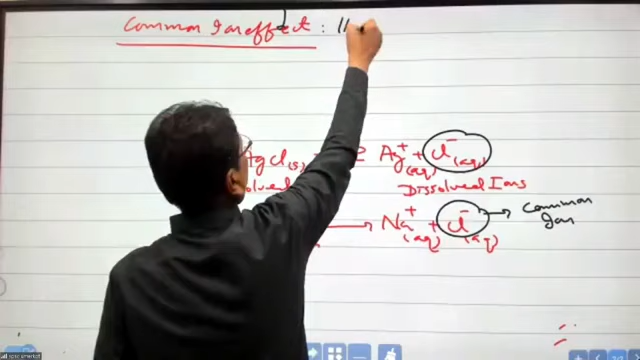 Common Ion effect :
AgCl(s) ⇌ Ag+(aq) + Cl-(aq)
Dissolved Ions
→ Na+(aq) + Cl-(aq) → Common
Ion